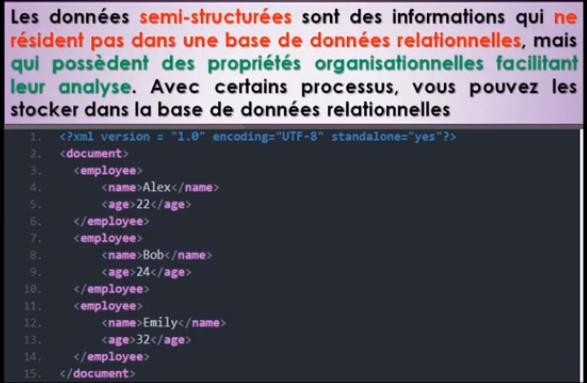 Les données semi-structurées sont des informations qui ne
résident pas dans une base de données relationnelles, mais
qui possèdent des propriétés organisationnelles facilitant
leur analyse. Avec certains processus, vous pouvez les
stocker dans la base de données relationnelles
1. <?xml version = "1.0" encoding="UTF-8" standalone="yes"?>
2. <document>
3. <employee>
4. <name>Alex</name>
5. <age>22</age>
6. </employee>
7. <employee>
8. <name>Bob</name>
9. <age>24</age>
10. </employee>
11. <employee>
12. <name>Emily</name>
13. <age>32</age>
14. </employee>
15. </document>